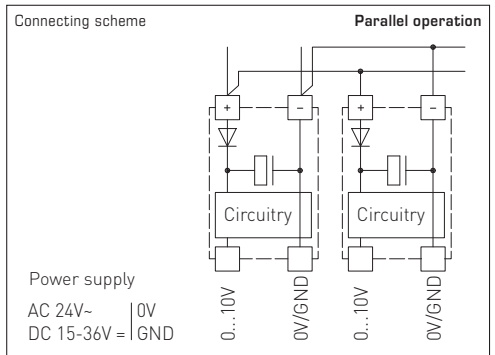 Connecting scheme
Parallel operation
+
–
+
–
Circuitry
Circuitry
Power supply
AC 24V~ | 0V
DC 15-36V = | GND
0...10V
0V/GND
0...10V
0V/GND